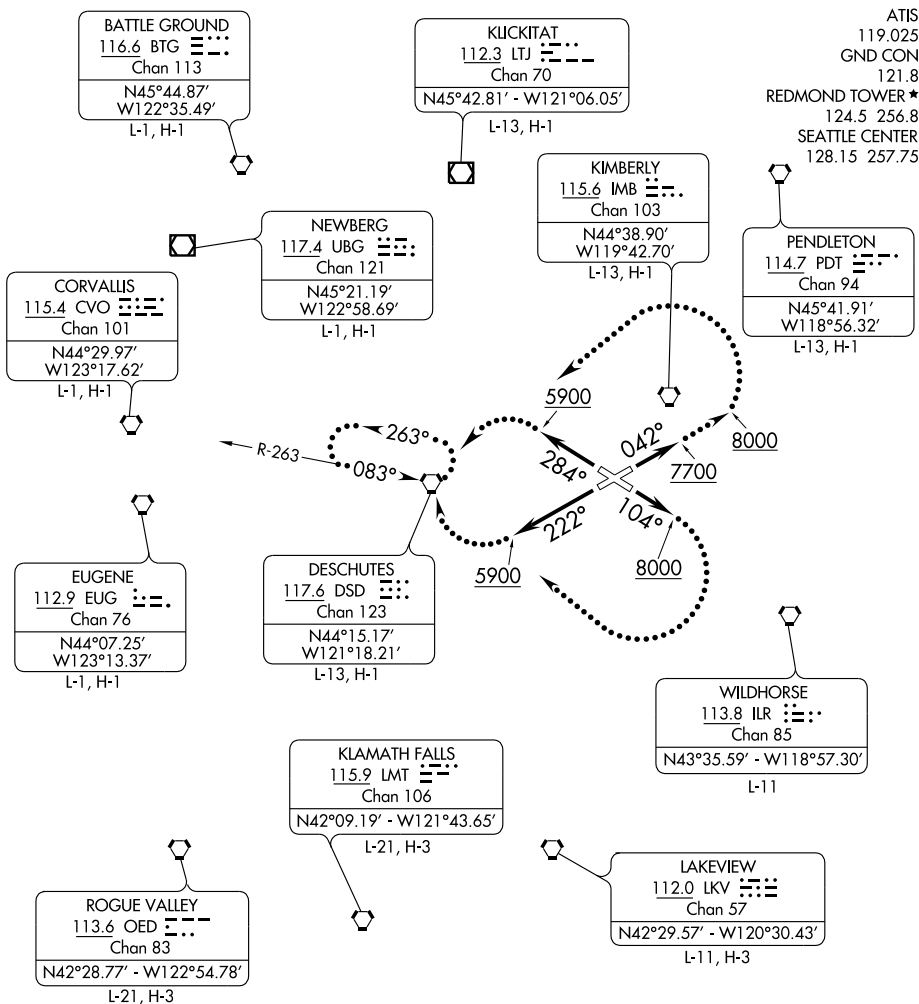 BATTLE GROUND
116.6 BTG
Chan 113
N45°44.87'
W122°35.49'
L-1, H-1
KLICKITAT
112.3 LTJ
Chan 70
N45°42.81' - W121°06.05'
L-13, H-1
ATIS
119.025
GND CON
121.8
REDMOND TOWER★
124.5 256.8
SEATTLE CENTER
128.15 257.75
KIMBERLY
115.6 IMB
Chan 103
N44°38.90'
W119°42.70'
L-13, H-1
NEWBERG
117.4 UBG
Chan 121
N45°21.19'
W122°58.69'
L-1, H-1
PENDLETON
114.7 PDT
Chan 94
N45°41.91'
W118°56.32'
L-13, H-1
CORVALLIS
115.4 CVO
Chan 101
N44°29.97'
W123°17.62'
L-1, H-1
5900
8000
7700
042°
284°
104°
222°
8000
5900
263°
083°
R-263
EUGENE
112.9 EUG
Chan 76
N44°07.25'
W123°13.37'
L-1, H-1
DESCHUTES
117.6 DSD
Chan 123
N44°15.17'
W121°18.21'
L-13, H-1
WILDHORSE
113.8 ILR
Chan 85
N43°35.59' - W118°57.30'
L-11
KLAMATH FALLS
115.9 LMT
Chan 106
N42°09.19' - W121°43.65'
L-21, H-3
ROGUE VALLEY
113.6 OED
Chan 83
N42°28.77' - W122°54.78'
L-21, H-3
LAKEVIEW
112.0 LKV
Chan 57
N42°29.57' - W120°30.43'
L-11, H-3